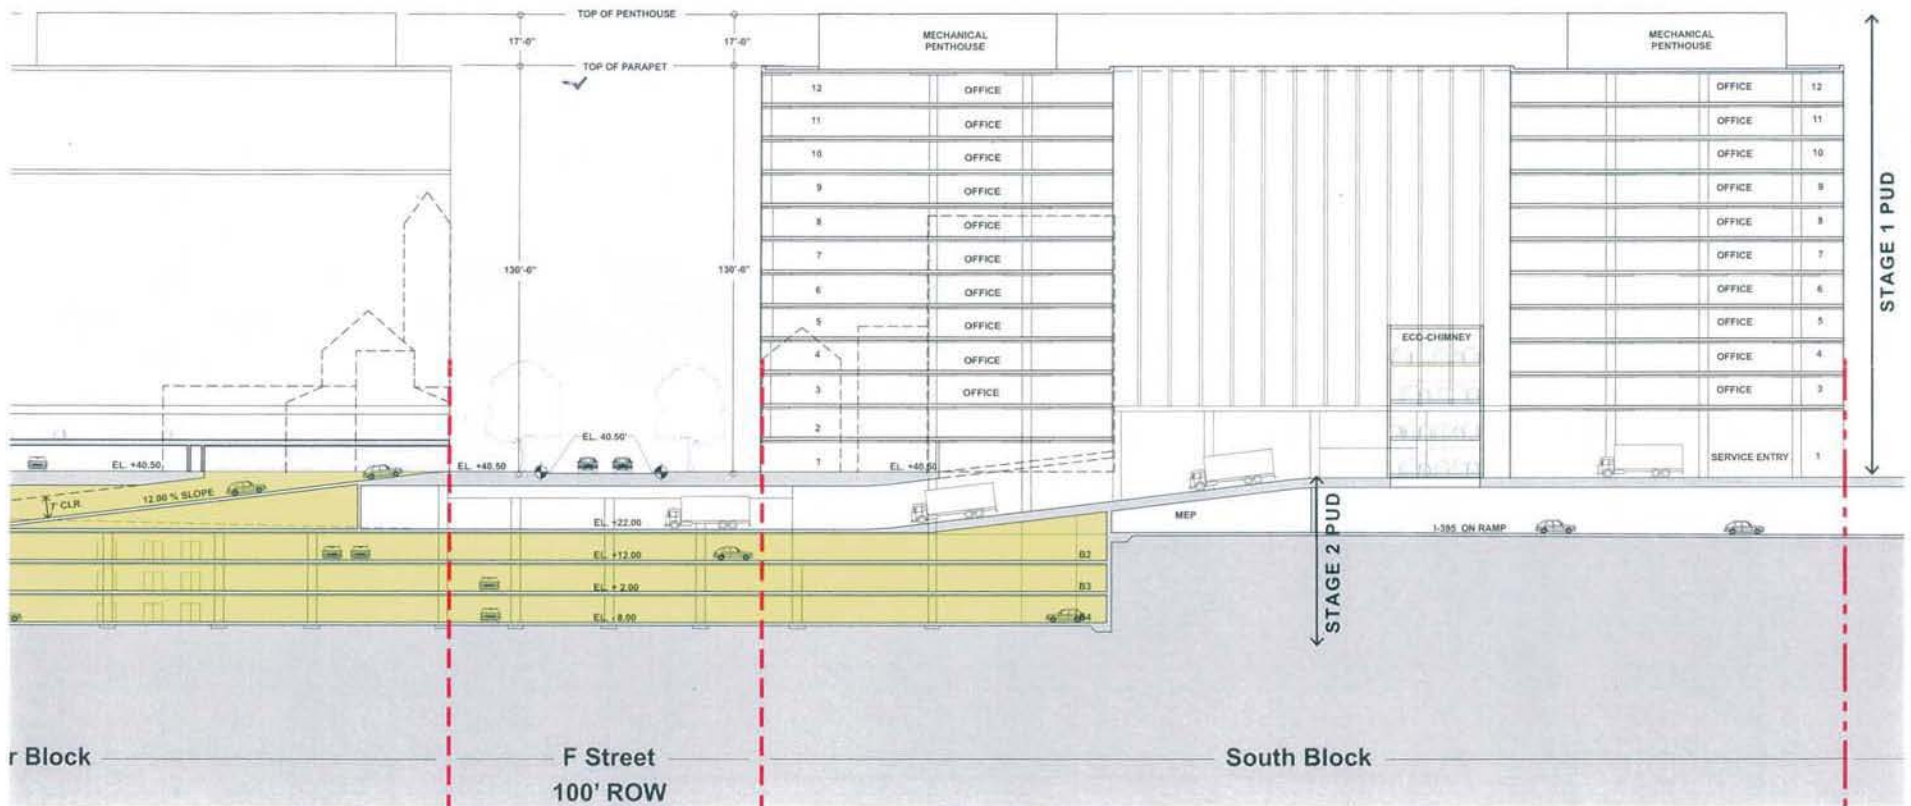 TOP OF PENTHOUSE
17'-0"
17'-0"
TOP OF PARAPET
MECHANICAL
PENTHOUSE
MECHANICAL
PENTHOUSE
12 OFFICE
OFFICE 12
11 OFFICE
OFFICE 11
10 OFFICE
OFFICE 10
9 OFFICE
OFFICE 9
8 OFFICE
OFFICE 8
7 OFFICE
OFFICE 7
6 OFFICE
OFFICE 6
5 OFFICE
OFFICE 5
4 OFFICE
OFFICE 4
3 OFFICE
OFFICE 3
2
1
130'-6"
130'-6"
STAGE 1 PUD
ECO-CHIMNEY
SERVICE ENTRY 1
EL. 40.50'
EL. +40.50
EL. +40.50
EL. +40.50
12.00 % SLOPE
7' CLR.
EL. +22.00
MEP
I-395 ON RAMP
EL. +12.00
B2
EL. + 2.00
B3
B4
STAGE 2 PUD
r Block
F Street
100' ROW
South Block